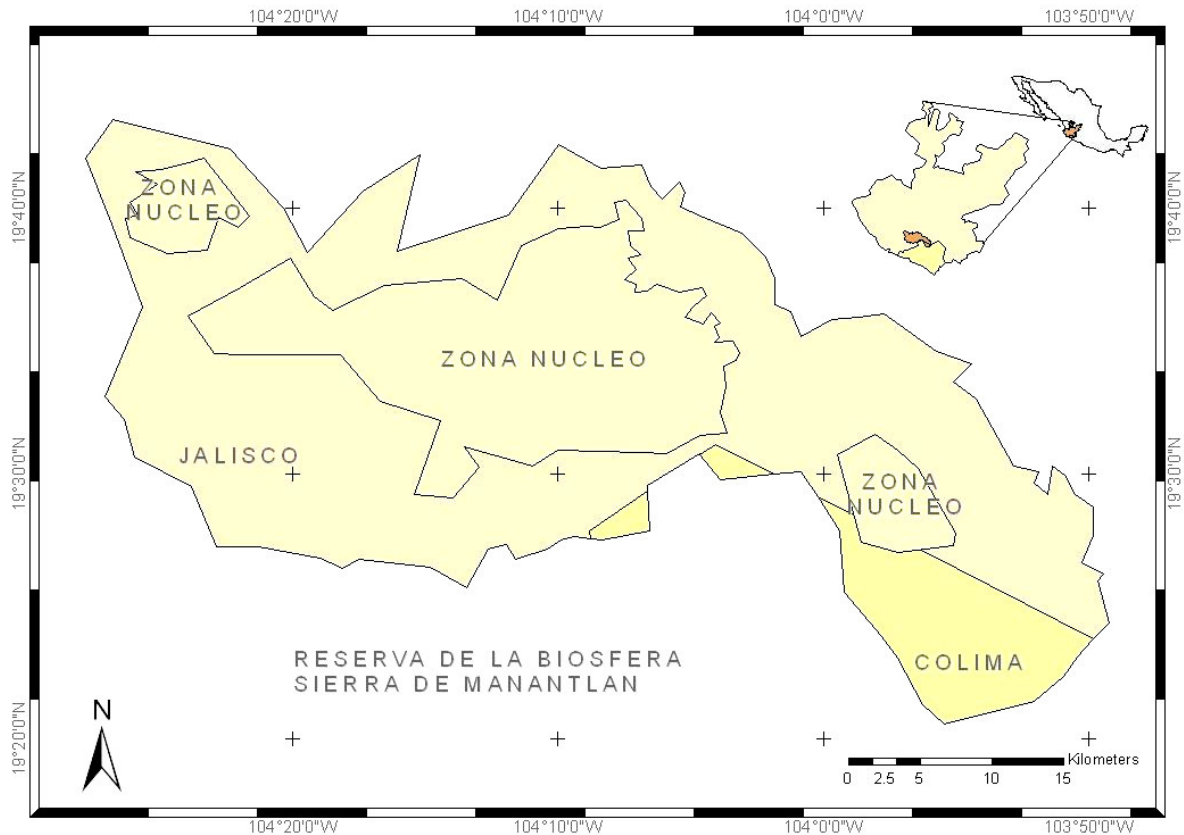 104°20'0"W 104°10'0"W 104°0'0"W 103°50'0"W
19°40'0"N
19°40'0"N
ZONA
NUCLEO
ZONA NUCLEO
JALISCO
19°30'0"N
19°30'0"N
ZONA
NUCLEO
COLIMA
RESERVA DE LA BIOSFERA
SIERRA DE MANANTLAN
N
19°20'0"N
19°20'0"N
Kilometers
0 2.5 5 10 15
104°20'0"W 104°10'0"W 104°0'0"W 103°50'0"W